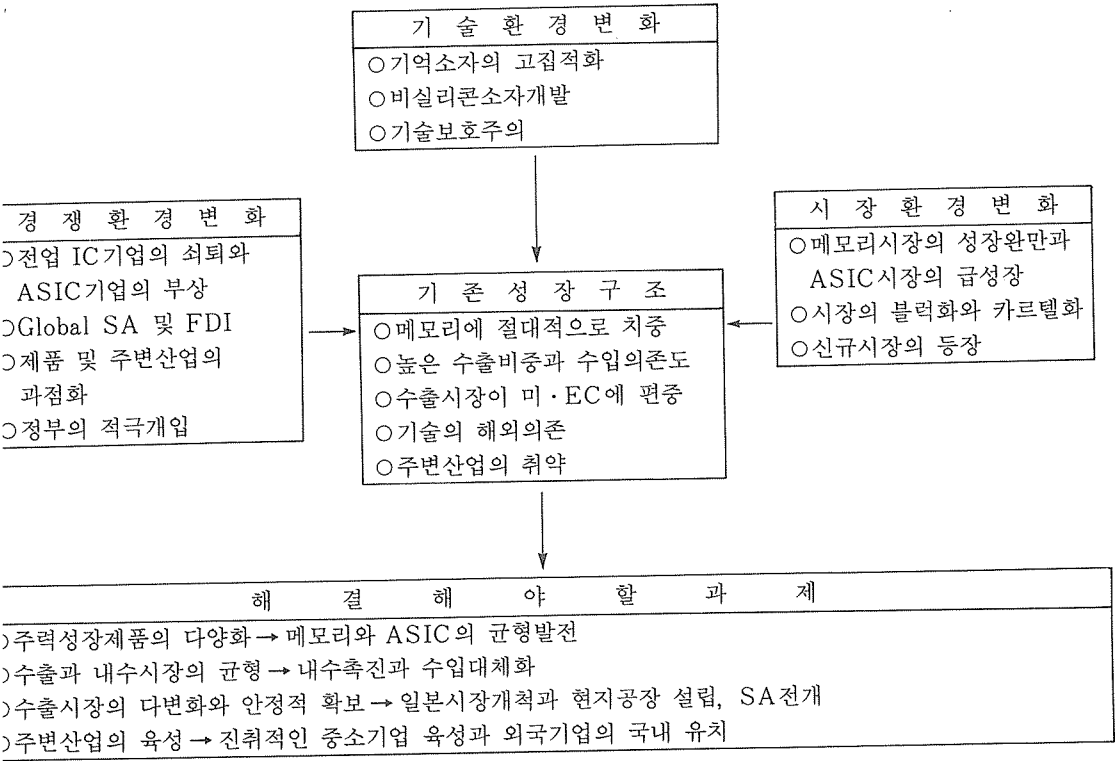 기 술 환 경 변 화
○기억소자의 고집적화
○비실리콘소자개발
○기술보호주의
경 쟁 환 경 변 화
○전업 IC기업의 쇠퇴와
ASIC기업의 부상
○Global SA 및 FDI
○제품 및 주변산업의
과점화
○정부의 적극개입
시 장 환 경 변 화
○메모리시장의 성장완만과
ASIC시장의 급성장
○시장의 블럭화와 카르텔화
○신규시장의 등장
기 존 성 장 구 조
○메모리에 절대적으로 치중
○높은 수출비중과 수입의존도
○수출시장이 미·EC에 편중
○기술의 해외의존
○주변산업의 취약
해 결 해 야 할 과 제
○주력성장제품의 다양화→메모리와 ASIC의 균형발전
○수출과 내수시장의 균형→내수촉진과 수입대체화
○수출시장의 다변화와 안정적 확보→일본시장개척과 현지공장 설립, SA전개
○주변산업의 육성→진취적인 중소기업 육성과 외국기업의 국내 유치